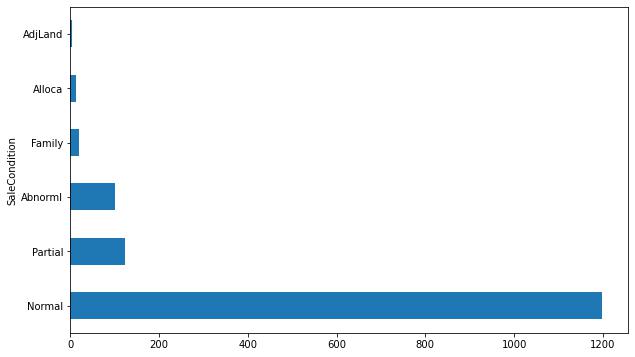 AdjLand
Alloca
Family
Abnorml
Partial
Normal
SaleCondition
0 200 400 600 800 1000 1200